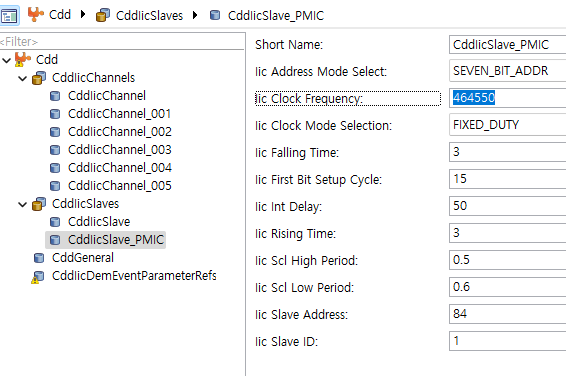 Cdd CddIicSlaves CddIicSlave_PMIC
<Filter>
Cdd
CddIicChannels
CddIicChannel
CddIicChannel_001
CddIicChannel_002
CddIicChannel_003
CddIicChannel_004
CddIicChannel_005
CddIicSlaves
CddIicSlave
CddIicSlave_PMIC
CddGeneral
CddIicDemEventParameterRefs
Short Name: CddIicSlave_PMIC
Iic Address Mode Select: SEVEN_BIT_ADDR
Iic Clock Frequency: 464550
Iic Clock Mode Selection: FIXED_DUTY
Iic Falling Time: 3
Iic First Bit Setup Cycle: 15
Iic Int Delay: 50
Iic Rising Time: 3
Iic Scl High Period: 0.5
Iic Scl Low Period: 0.6
Iic Slave Address: 84
Iic Slave ID: 1